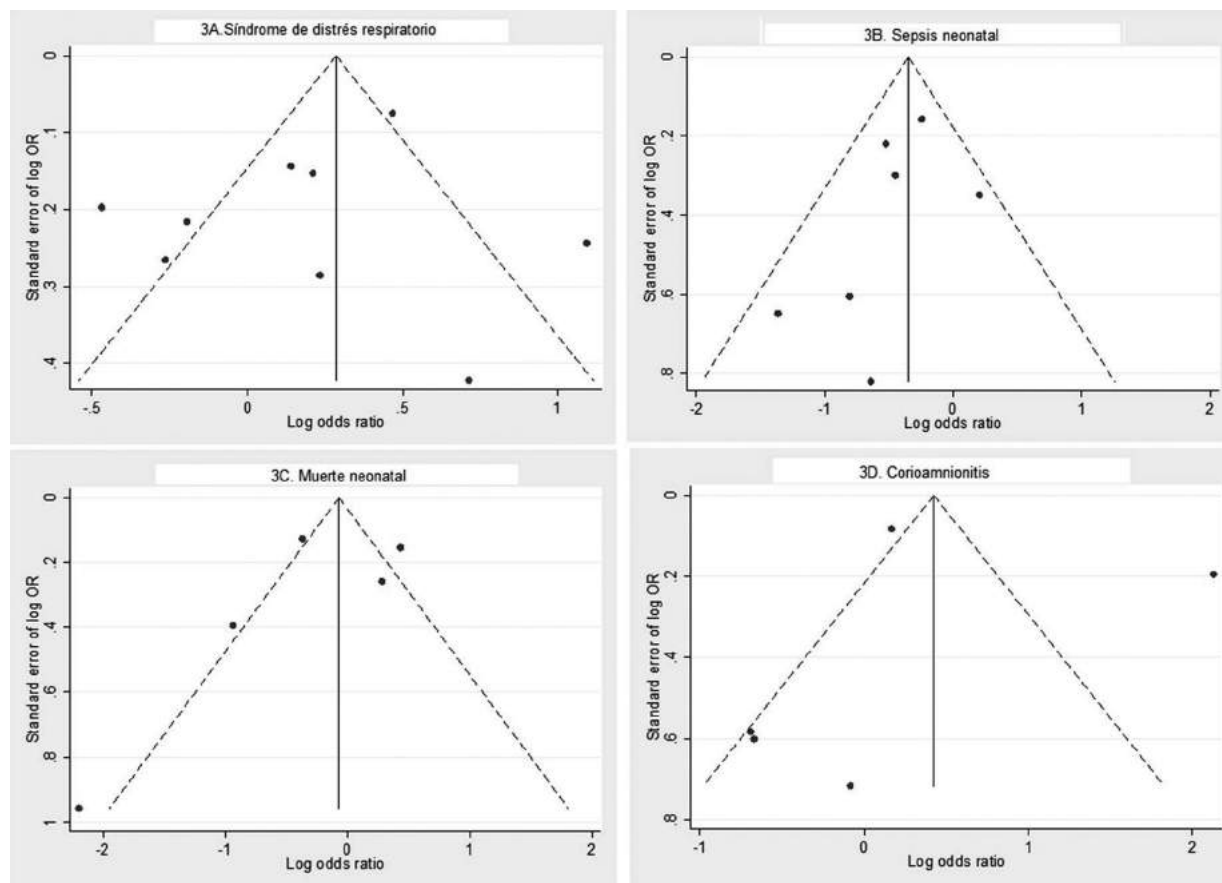 3A.Síndrome de distrés respiratorio
Standard error of log OR
0
.1
.2
.3
.4
-.5 0 .5 1
Log odds ratio
3B. Sepsis neonatal
Standard error of log OR
0
.2
.4
.6
.8
-2 -1 0 1 2
Log odds ratio
3C. Muerte neonatal
Standard error of log OR
0
.2
.4
.6
.8
1
-2 -1 0 1 2
Log odds ratio
3D. Corioamnionitis
Standard error of log OR
0
.2
.4
.6
.8
-1 0 1 2
Log odds ratio